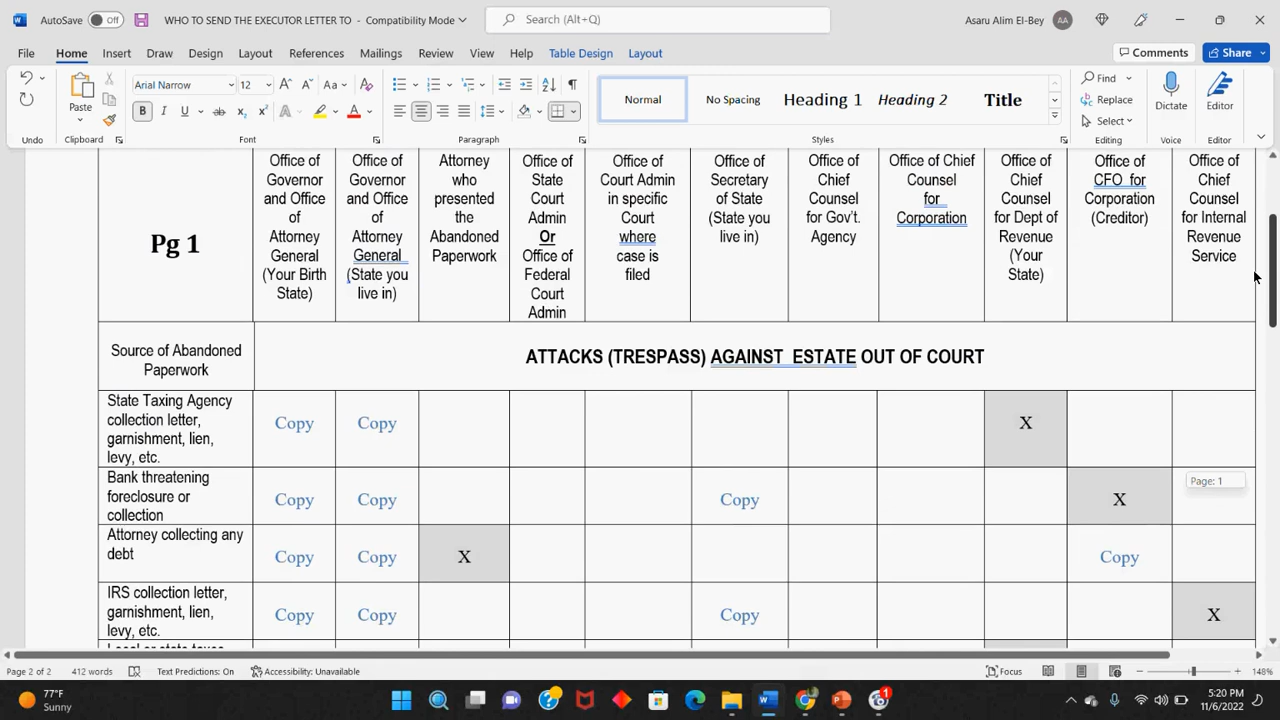 AutoSave Off WHO TO SEND THE EXECUTOR LETTER TO - Compatibility Mode Search (Alt+Q) Asaru Alim El-Bey AA
File Home Insert Draw Design Layout References Mailings Review View Help Table Design Layout Comments Share
Paste
Arial Narrow 12
Aa
Normal
No Spacing
Heading 1
Heading 2
Title
Find
Replace
Select
Dictate
Editor
Undo Clipboard Font Paragraph Styles Editing Voice Editor
Pg 1
Office of
Governor
and Office
of
Attorney
General
(Your Birth
State)
Office of
Governor
and Office
of
Attorney
General
(State you
live in)
Attorney
who
presented
the
Abandoned
Paperwork
Office of
State
Court
Admin
Or
Office of
Federal
Court
Admin
Office of
Court Admin
in specific
Court
where
case is
filed
Office of
Secretary
of State
(State you
live in)
Office of
Chief
Counsel
for Gov't.
Agency
Office of Chief
Counsel
for
Corporation
Office of
Chief
Counsel
for Dept of
Revenue
(Your
State)
Office of
CFO for
Corporation
(Creditor)
Office of
Chief
Counsel
for Internal
Revenue
Service
Source of Abandoned
Paperwork
ATTACKS (TRESPASS) AGAINST ESTATE OUT OF COURT
State Taxing Agency
collection letter,
garnishment, lien,
levy, etc.
Copy Copy X
Bank threatening
foreclosure or
collection
Copy Copy Copy X
Page: 1
Attorney collecting any
debt
Copy Copy X Copy
IRS collection letter,
garnishment, lien,
levy, etc.
Copy Copy Copy X
Page 2 of 2 412 words Text Predictions: On Accessibility: Unavailable Focus 148%
77°F
Sunny
1
5:20 PM
11/6/2022